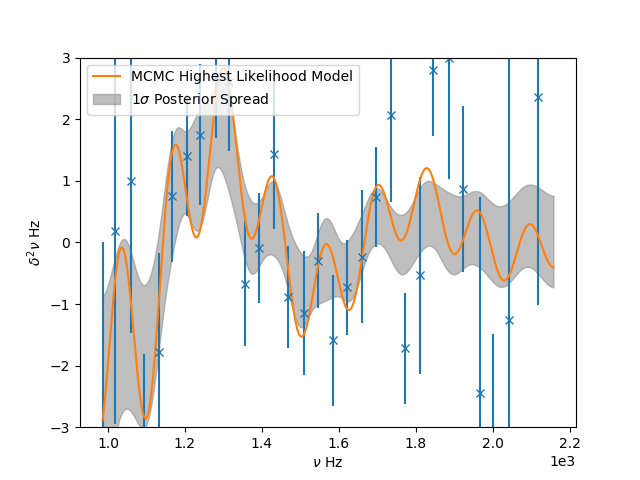 MCMC Highest Likelihood Model
1σ Posterior Spread
3
2
1
0
−1
−2
−3
δ²ν Hz
1.0 1.2 1.4 1.6 1.8 2.0 2.2
1e3
ν Hz